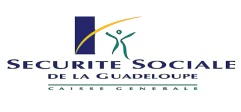 SECURITE SOCIALE
DE LA GUADELOUPE
CAISSE GENERALE